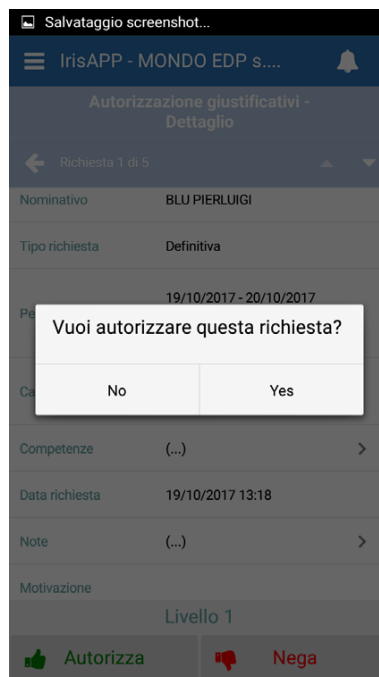 Salvataggio screenshot...
IrisAPP - MONDO EDP s....
Autorizzazione giustificativi -
Dettaglio
Richiesta 1 di 5
Nominativo BLU PIERLUIGI
Tipo richiesta Definitiva
19/10/2017 - 20/10/2017
Pe
Vuoi autorizzare questa richiesta?
Ca
No Yes
Competenze (...)
Data richiesta 19/10/2017 13:18
Note (...)
Motivazione
Livello 1
Autorizza Nega